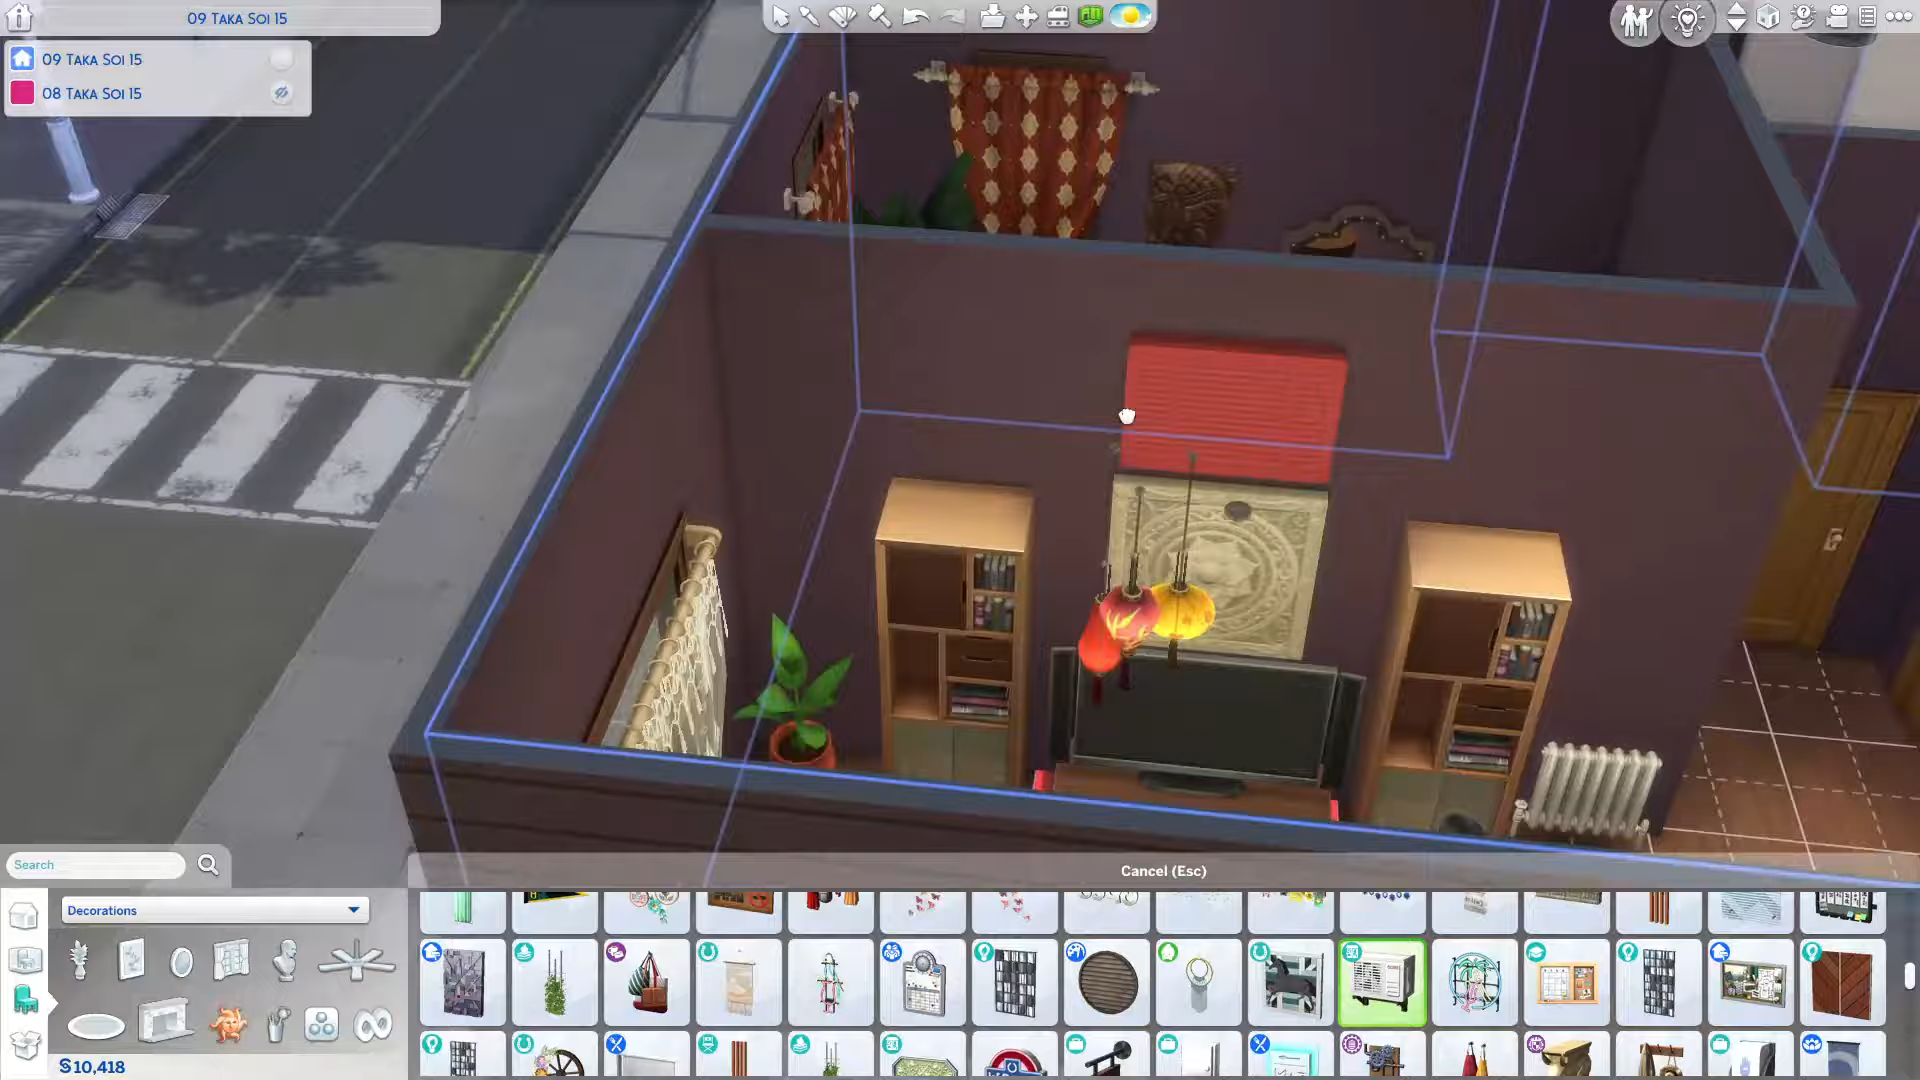 09 Taka Soi 15
09 Taka Soi 15
08 Taka Soi 15
Cancel (Esc)
Search
Decorations
§10,418